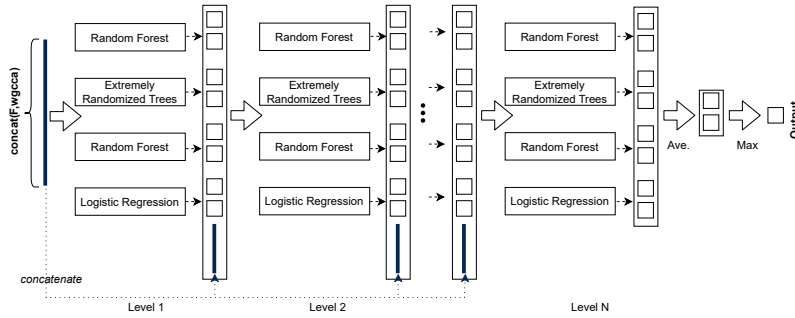 concat(F,wgcca)
Random Forest
Extremely
Randomized Trees
Random Forest
Logistic Regression
Random Forest
Extremely
Randomized Trees
Random Forest
Logistic Regression
Random Forest
Extremely
Randomized Trees
Random Forest
Logistic Regression
Ave.
Max
Output
concatenate
Level 1
Level 2
Level N